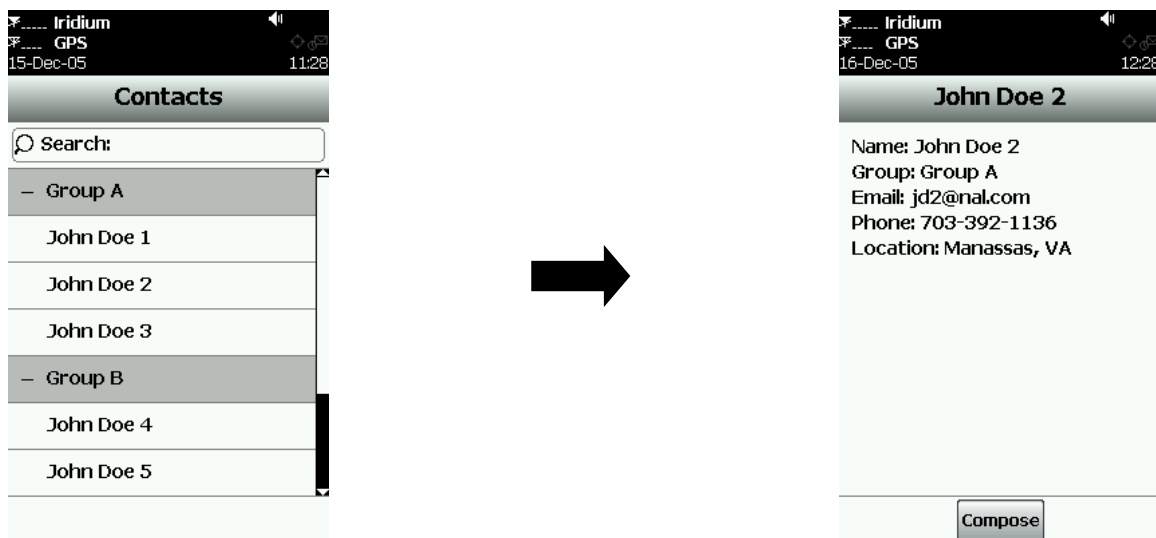 Iridium
GPS
15-Dec-05 11:28
Contacts
Search:
– Group A
John Doe 1
John Doe 2
John Doe 3
– Group B
John Doe 4
John Doe 5
Iridium
GPS
16-Dec-05 12:28
John Doe 2
Name: John Doe 2
Group: Group A
Email: jd2@nal.com
Phone: 703-392-1136
Location: Manassas, VA
Compose